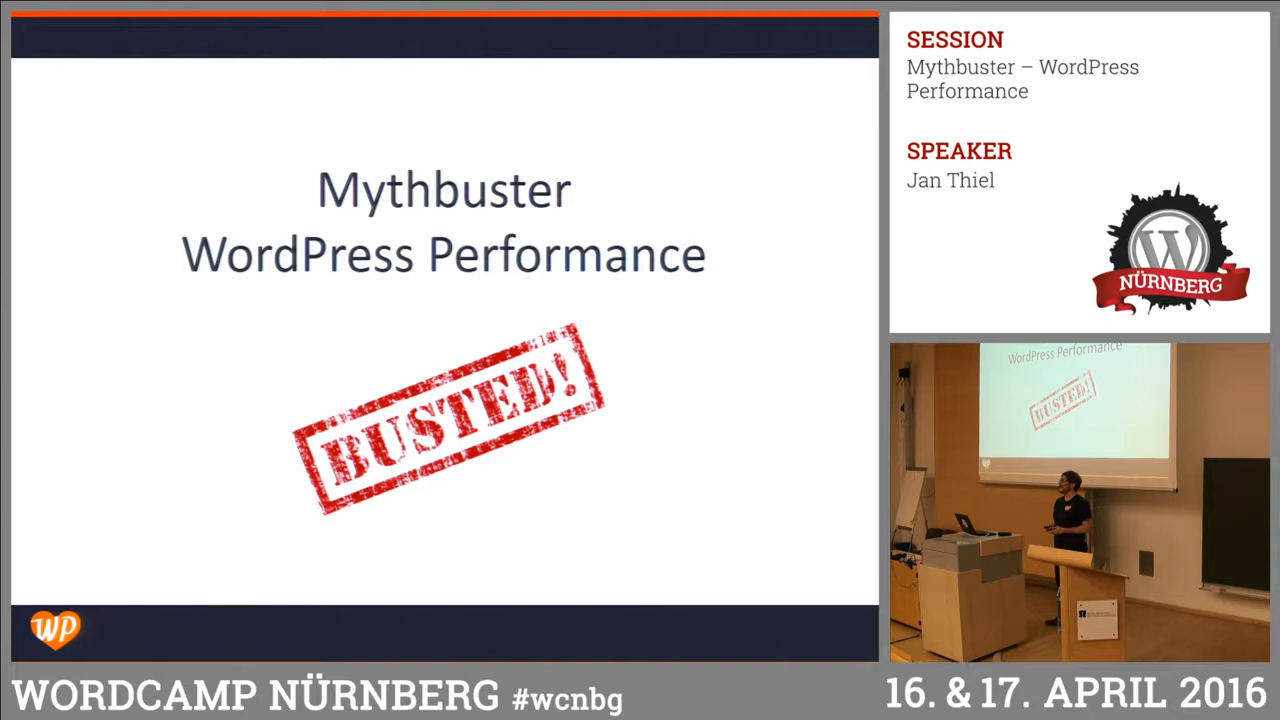 Mythbuster
WordPress Performance
BUSTED!
WP
SESSION
Mythbuster – WordPress
Performance
SPEAKER
Jan Thiel
W
NÜRNBERG
WordPress Performance
BUSTED!
WORDCAMP NÜRNBERG #wcnbg
16. & 17. APRIL 2016